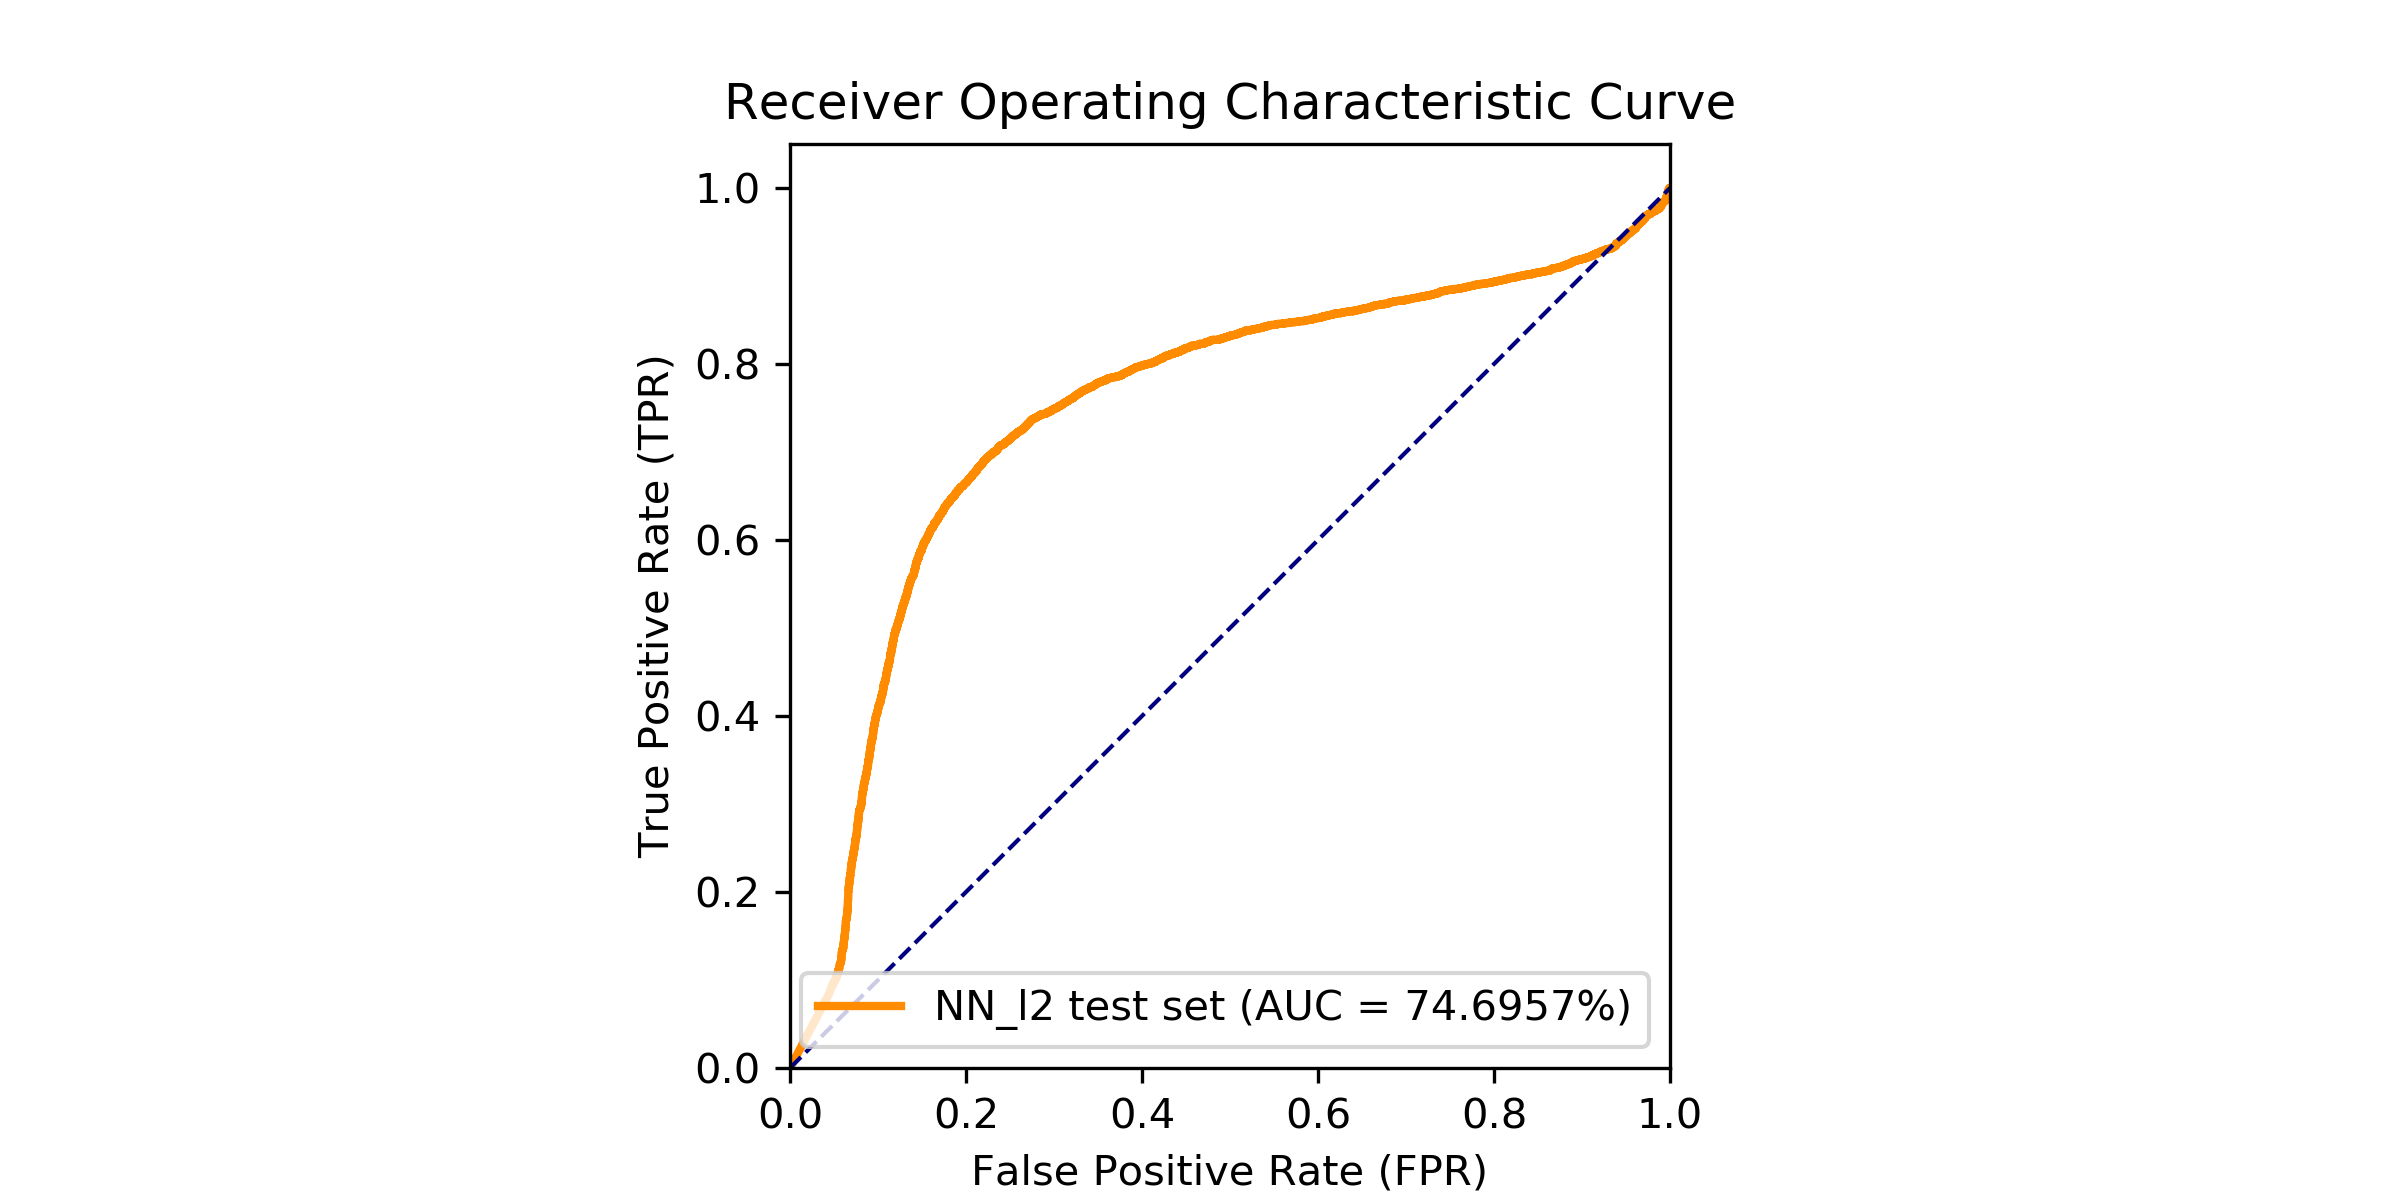 Receiver Operating Characteristic Curve
True Positive Rate (TPR)
1.0
0.8
0.6
0.4
0.2
0.0
NN_l2 test set (AUC = 74.6957%)
0.0 0.2 0.4 0.6 0.8 1.0
False Positive Rate (FPR)